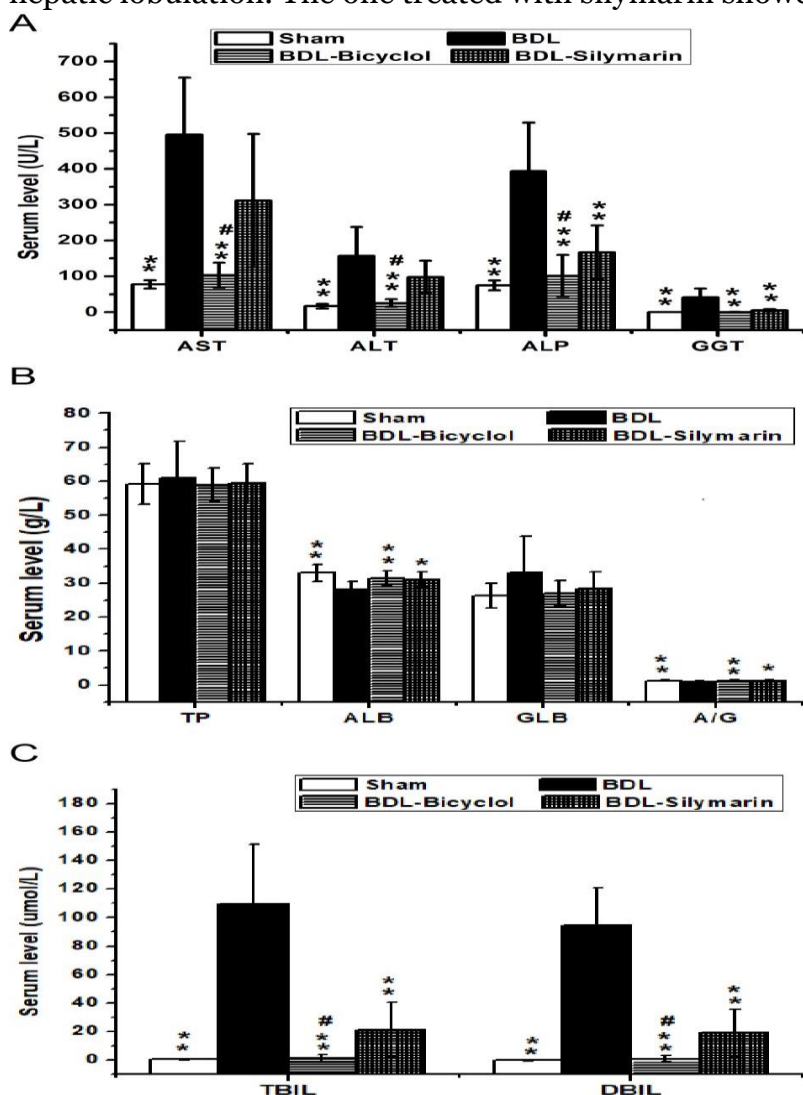 hepatic lobulation. The one treated with silymarin showe
A
Sham BDL
BDL-Bicyclol BDL-Silymarin
Serum level (U/L)
700
600
500
400
300
200
100
0
** # ** ** # ** ** # ** ** ** ** **
AST ALT ALP GGT
B
Sham BDL
BDL-Bicyclol BDL-Silymarin
Serum level (g/L)
80
70
60
50
40
30
20
10
0
** ** * ** ** *
TP ALB GLB A/G
C
Sham BDL
BDL-Bicyclol BDL-Silymarin
Serum level (umol/L)
180
160
140
120
100
80
60
40
20
0
** # ** ** ** # ** **
TBIL DBIL